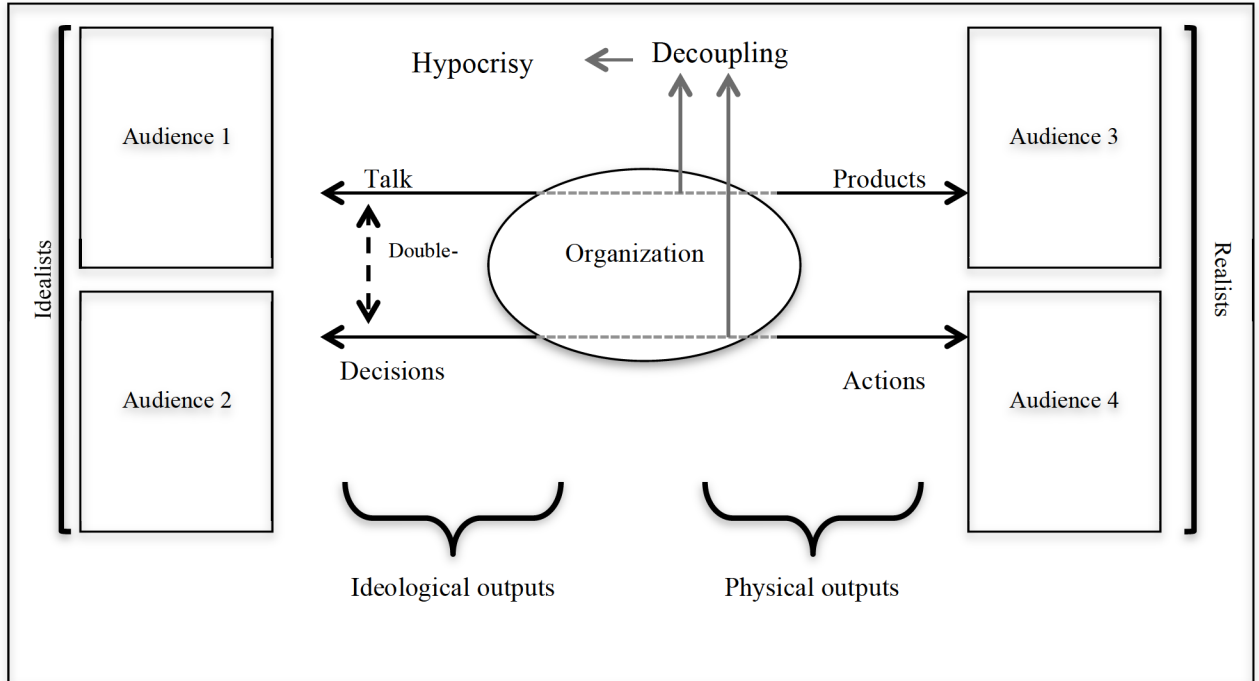 Hypocrisy
Decoupling
Audience 1
Audience 3
Talk
Products
Double-
Organization
Idealists
Realists
Decisions
Actions
Audience 2
Audience 4
Ideological outputs
Physical outputs